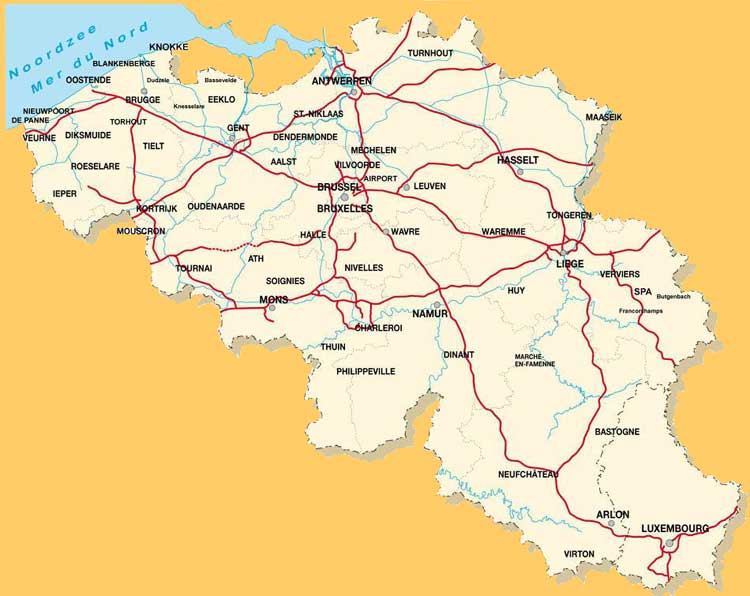 Noordzee
Mer du Nord
KNOKKE
BLANKENBERGE
OOSTENDE
Dudzele
Bassevelde
TURNHOUT
ANTWERPEN
BRUGGE
Knesselare
EEKLO
NIEUWPOORT
DE PANNE
VEURNE
DIKSMUIDE
TORHOUT
TIELT
GENT
ST. NIKLAAS
DENDERMONDE
MAASEIK
ROESELARE
AALST
MECHELEN
VILVOORDE
AIRPORT
HASSELT
IEPER
KORTRIJK
OUDENAARDE
BRUSSEL
BRUXELLES
LEUVEN
TONGEREN
MOUSCRON
HALLE
WAVRE
WAREMME
TOURNAI
ATH
SOIGNIES
NIVELLES
LIEGE
VERVIERS
SPA
Butgenbach
Francorchamps
MONS
HUY
NAMUR
CHARLEROI
THUIN
DINANT
MARCHE-
EN-FAMENNE
PHILIPPEVILLE
BASTOGNE
NEUFCHÂTEAU
ARLON
LUXEMBOURG
VIRTON